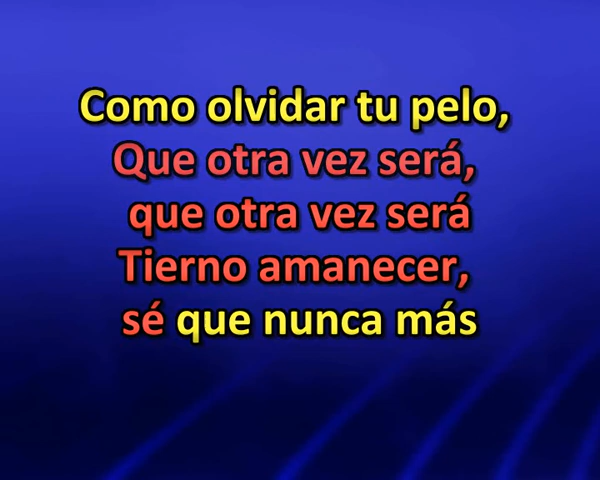 Como olvidar tu pelo,
Que otra vez será,
que otra vez será
Tierno amanecer,
sé que nunca más